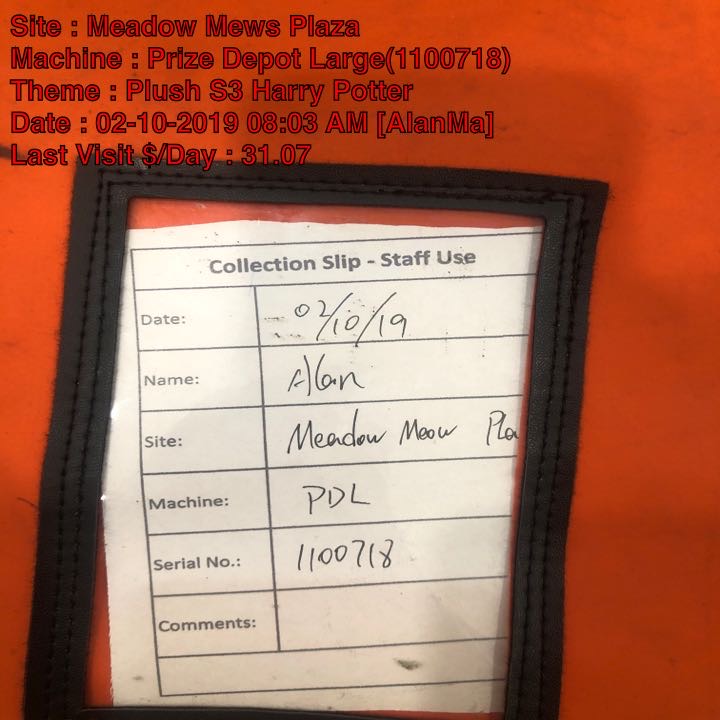 Site : Meadow Mews Plaza
Machine : Prize Depot Large(1100718)
Theme : Plush S3 Harry Potter
Date : 02-10-2019 08:03 AM [AlanMa]
Last Visit $/Day : 31.07
Collection Slip - Staff Use
Date: 02/10/19
Name: Alan
Site: Meadow Meow Pla
Machine: PDL
Serial No.: 1100718
Comments: